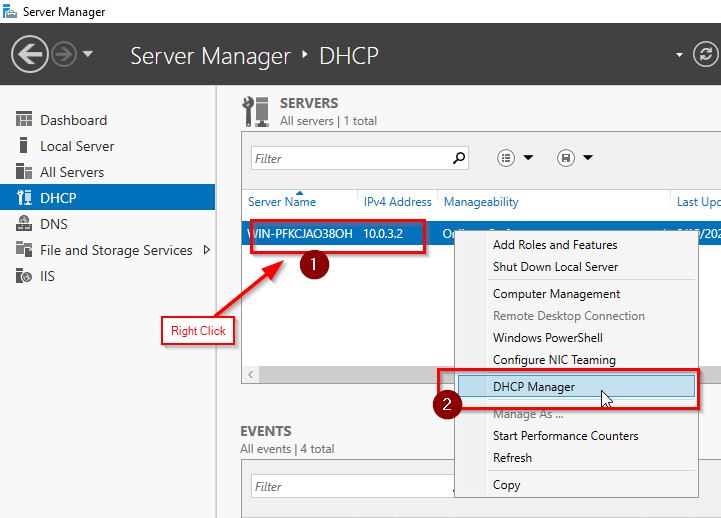 Server Manager
Server Manager • DHCP
Dashboard
Local Server
All Servers
DHCP
DNS
File and Storage Services
IIS
SERVERS
All servers | 1 total
Filter
Server Name IPv4 Address Manageability Last Upd
WIN-PFKCJAO38OH 10.0.3.2
1
Right Click
Add Roles and Features
Shut Down Local Server
Computer Management
Remote Desktop Connection
Windows PowerShell
Configure NIC Teaming
DHCP Manager
2
Manage As ...
Start Performance Counters
Refresh
Copy
EVENTS
All events | 4 total
Filter